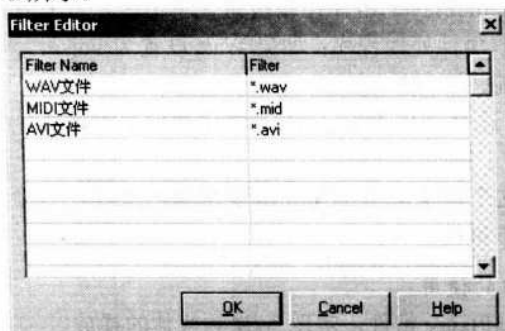 Filter Editor
Filter Name Filter
WAV文件 *.wav
MIDI文件 *.mid
AVI文件 *.avi
OK Cancel Help